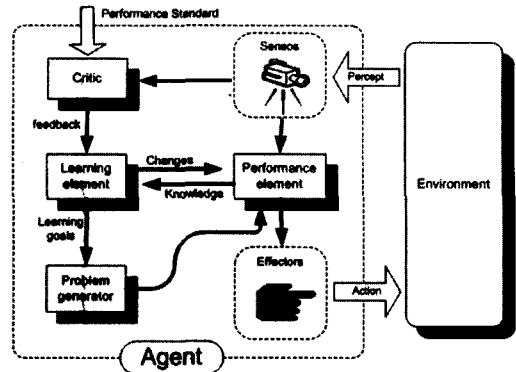 Performance Standard
Sensos
Critic
Percept
feedback
Learning
element
Changes
Knowledge
Performance
element
Environment
Learning
goals
Problem
generator
Effectors
Action
Agent